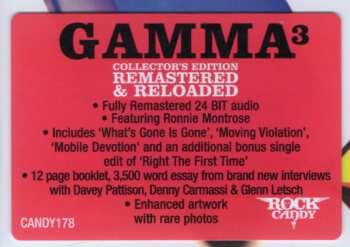 GAMMA³
COLLECTOR'S EDITION
REMASTERED
& RELOADED
• Fully Remastered 24 BIT audio
• Featuring Ronnie Montrose
• Includes 'What's Gone Is Gone', 'Moving Violation',
'Mobile Devotion' and an additional bonus single
edit of 'Right The First Time'
• 12 page booklet, 3,500 word essay from brand new interviews
with Davey Pattison, Denny Carmassi & Glenn Letsch
• Enhanced artwork
with rare photos
ROCK
CANDY
CANDY178